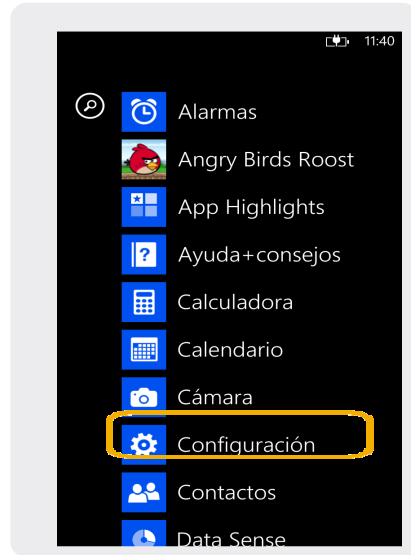 11:40
Alarmas
Angry Birds Roost
App Highlights
Ayuda+consejos
Calculadora
Calendario
Cámara
Configuración
Contactos
Data Sense